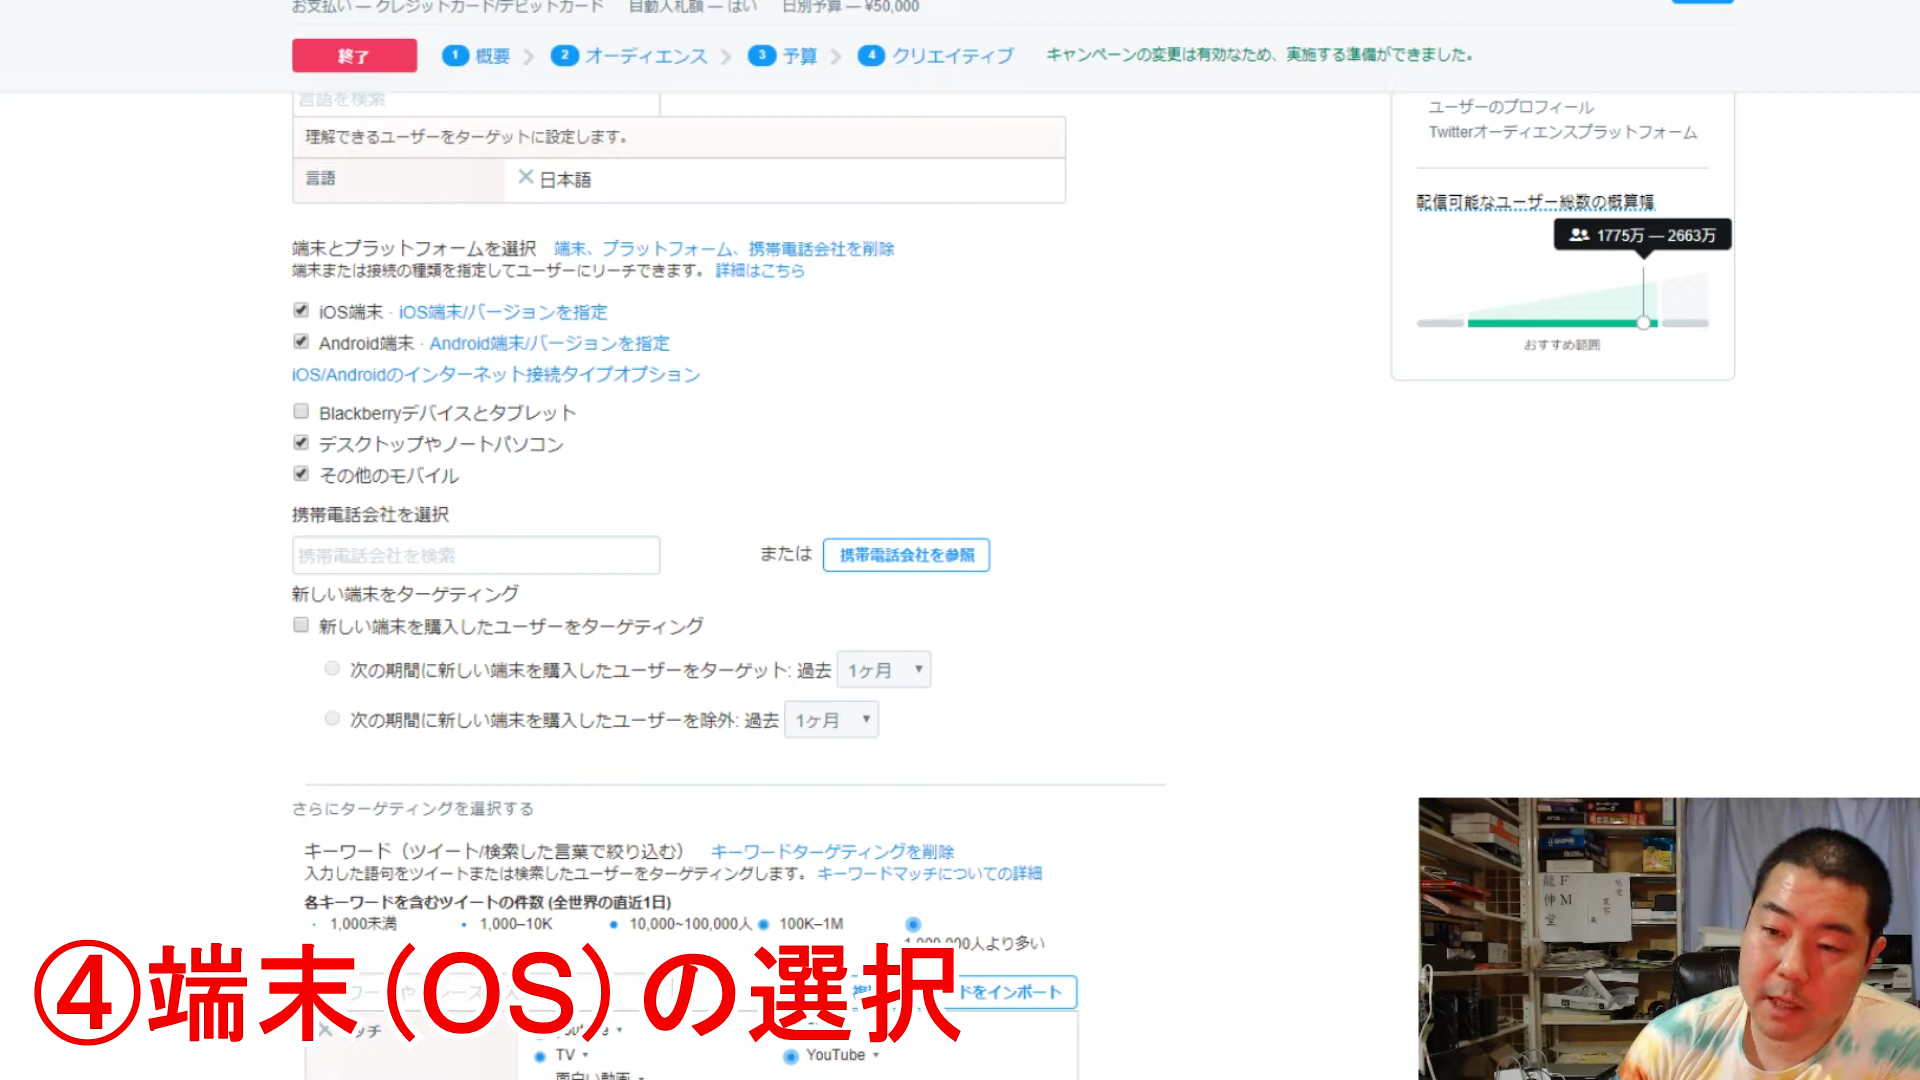 お支払い — クレジットカード/デビットカード 自動入札額 — はい 日別予算 — ¥50,000
終了 1 概要 2 オーディエンス 3 予算 4 クリエイティブ キャンペーンの変更は有効なため、実施する準備ができました。
言語を検索
理解できるユーザーをターゲットに設定します。
言語 日本語
端末とプラットフォームを選択 端末、プラットフォーム、携帯電話会社を削除
端末または接続の種類を指定してユーザーにリーチできます。 詳細はこちら
iOS端末 · iOS端末/バージョンを指定
Android端末 · Android端末/バージョンを指定
iOS/Androidのインターネット接続タイプオプション
Blackberryデバイスとタブレット
デスクトップやノートパソコン
その他のモバイル
携帯電話会社を選択
携帯電話会社を検索 または 携帯電話会社を参照
新しい端末をターゲティング
新しい端末を購入したユーザーをターゲティング
次の期間に新しい端末を購入したユーザーをターゲット: 過去 1ヶ月
次の期間に新しい端末を購入したユーザーを除外: 過去 1ヶ月
さらにターゲティングを選択する
キーワード（ツイート/検索した言葉で絞り込む） キーワードターゲティングを削除
入力した語句をツイートまたは検索したユーザーをターゲティングします。 キーワードマッチについての詳細
各キーワードを含むツイートの件数 (全世界の直近1日)
1,000未満 1,000–10K 10,000~100,000人 100K–1M
人より多い
ドをインポート
TV YouTube
面白い動画
ユーザーのプロフィール
Twitterオーディエンスプラットフォーム
配信可能なユーザー総数の概算幅
1775万 — 2663万
おすすめ範囲
④端末（OS）の選択
龍 F
伸 M
堂